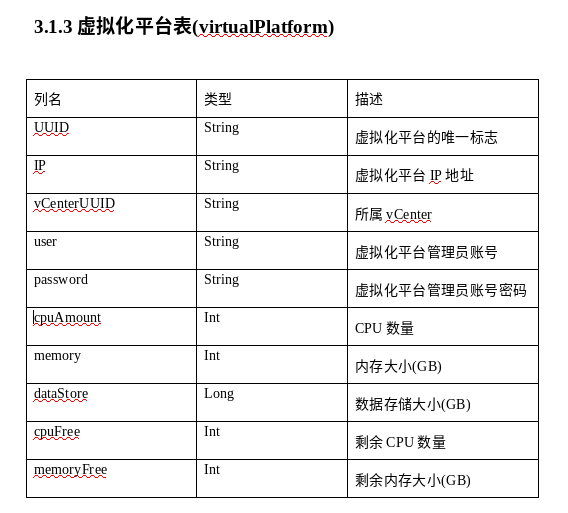 3.1.3 虚拟化平台表(virtualPlatform)
列名 类型 描述
UUID String 虚拟化平台的唯一标志
IP String 虚拟化平台 IP 地址
vCenterUUID String 所属 vCenter
user String 虚拟化平台管理员账号
password String 虚拟化平台管理员账号密码
cpuAmount Int CPU 数量
memory Int 内存大小(GB)
dataStore Long 数据存储大小(GB)
cpuFree Int 剩余 CPU 数量
memoryFree Int 剩余内存大小(GB)